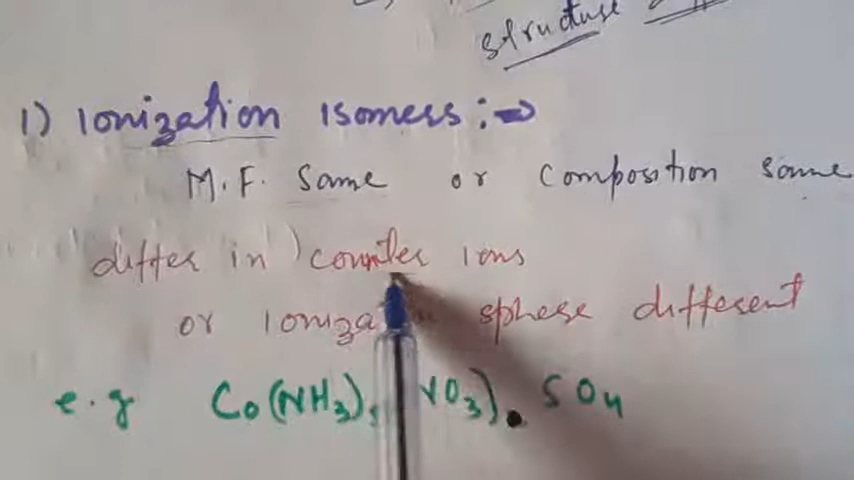 structure
1) Ionization Isomers :⇒
M.F. Same or Composition same
differ in counter ions
or Ioniza sphere different
e.g Co(NH3)5 NO3). SO4